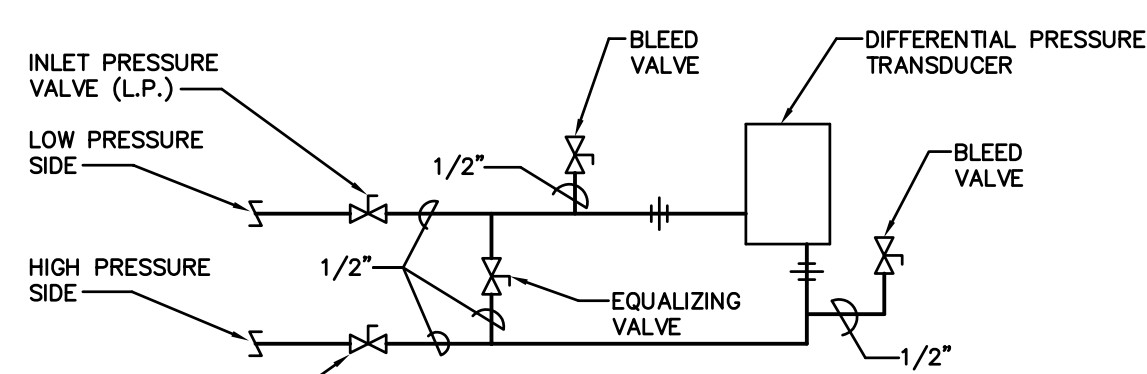 BLEED
VALVE
DIFFERENTIAL PRESSURE
TRANSDUCER
INLET PRESSURE
VALVE (L.P.)
LOW PRESSURE
SIDE
1/2"
BLEED
VALVE
HIGH PRESSURE
SIDE
1/2"
EQUALIZING
VALVE
1/2"